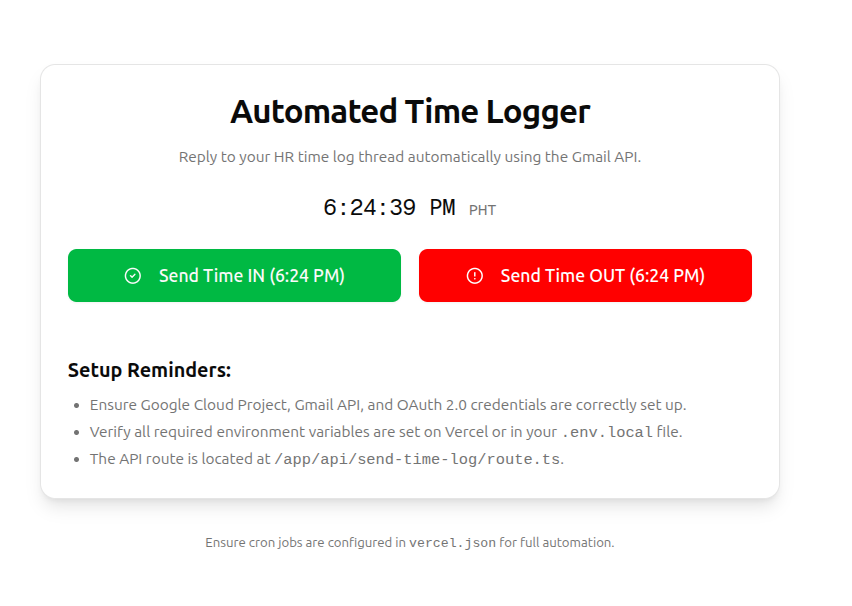 Automated Time Logger
Reply to your HR time log thread automatically using the Gmail API.
6:24:39 PM PHT
Send Time IN (6:24 PM)
Send Time OUT (6:24 PM)
Setup Reminders:
• Ensure Google Cloud Project, Gmail API, and OAuth 2.0 credentials are correctly set up.
• Verify all required environment variables are set on Vercel or in your .env.local file.
• The API route is located at /app/api/send-time-log/route.ts.
Ensure cron jobs are configured in vercel.json for full automation.